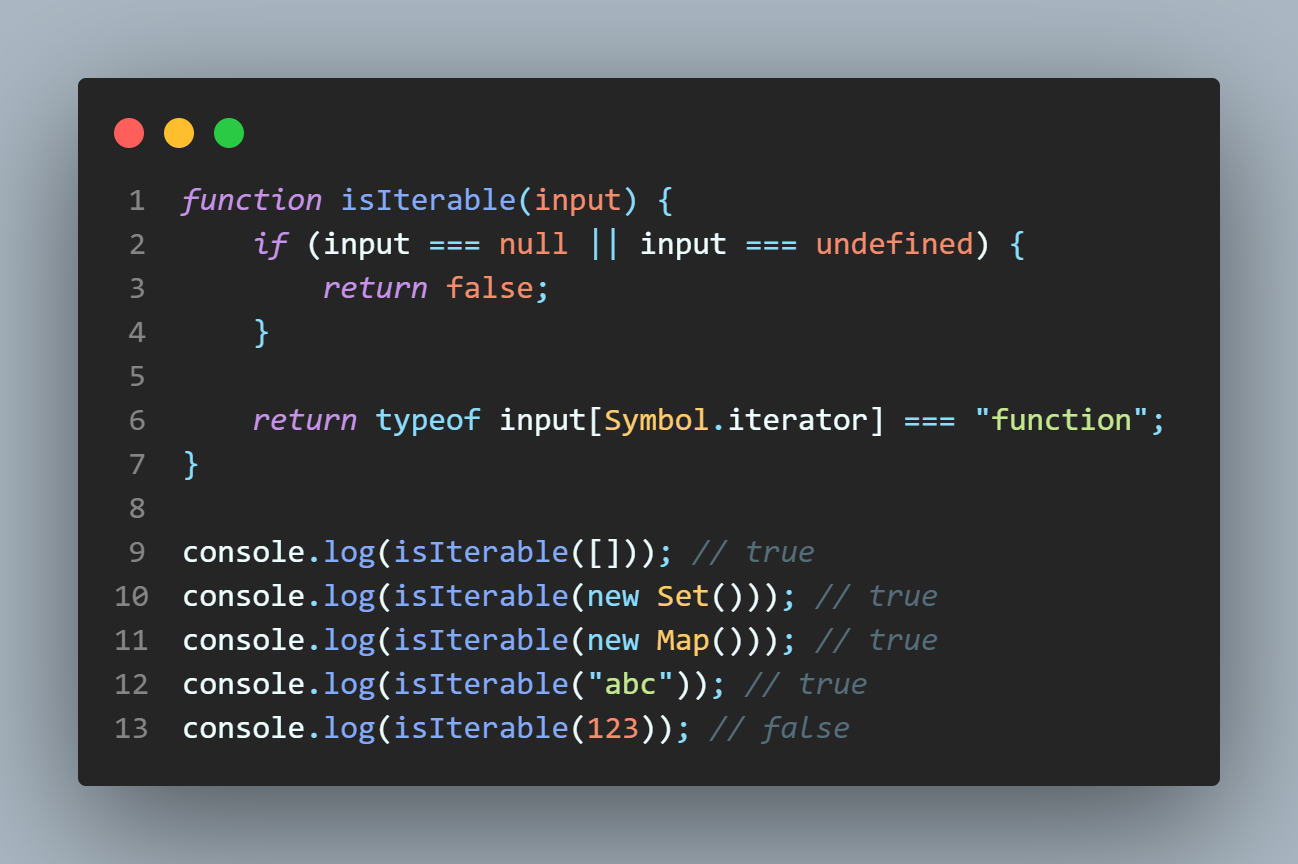 1 function isIterable(input) {
2     if (input === null || input === undefined) {
3         return false;
4     }
5
6     return typeof input[Symbol.iterator] === "function";
7 }
8
9 console.log(isIterable([])); // true
10 console.log(isIterable(new Set())); // true
11 console.log(isIterable(new Map())); // true
12 console.log(isIterable("abc")); // true
13 console.log(isIterable(123)); // false